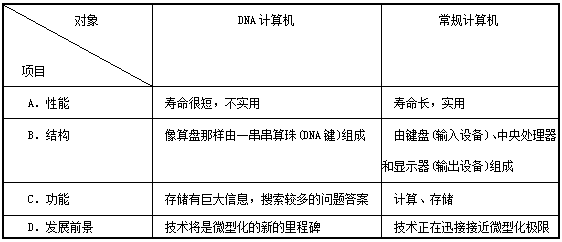 对象
DNA 计算机
常规计算机
项目
A．性能
寿命很短，不实用
寿命长，实用
B．结构
像算盘那样由一串串算珠(DNA 键)组成
由键盘(输入设备)、中央处理器
和显示器(输出设备)组成
C．功能
存储有巨大信息，搜索较多的问题答案
计算、存储
D．发展前景
技术将是微型化的新的里程碑
技术正在迅接接近微型化极限